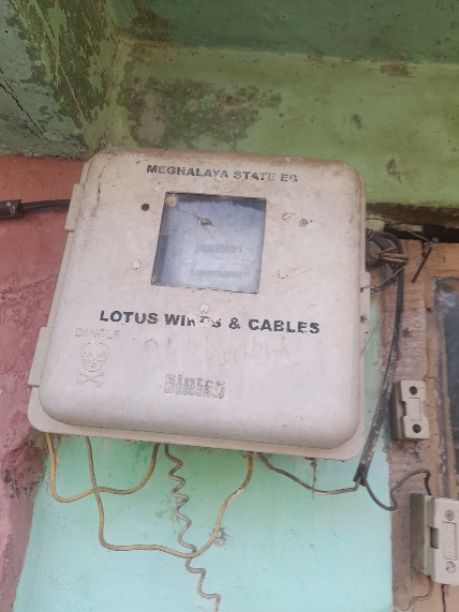 MEGHALAYA STATE EB
LOTUS WIRES & CABLES
DANGER